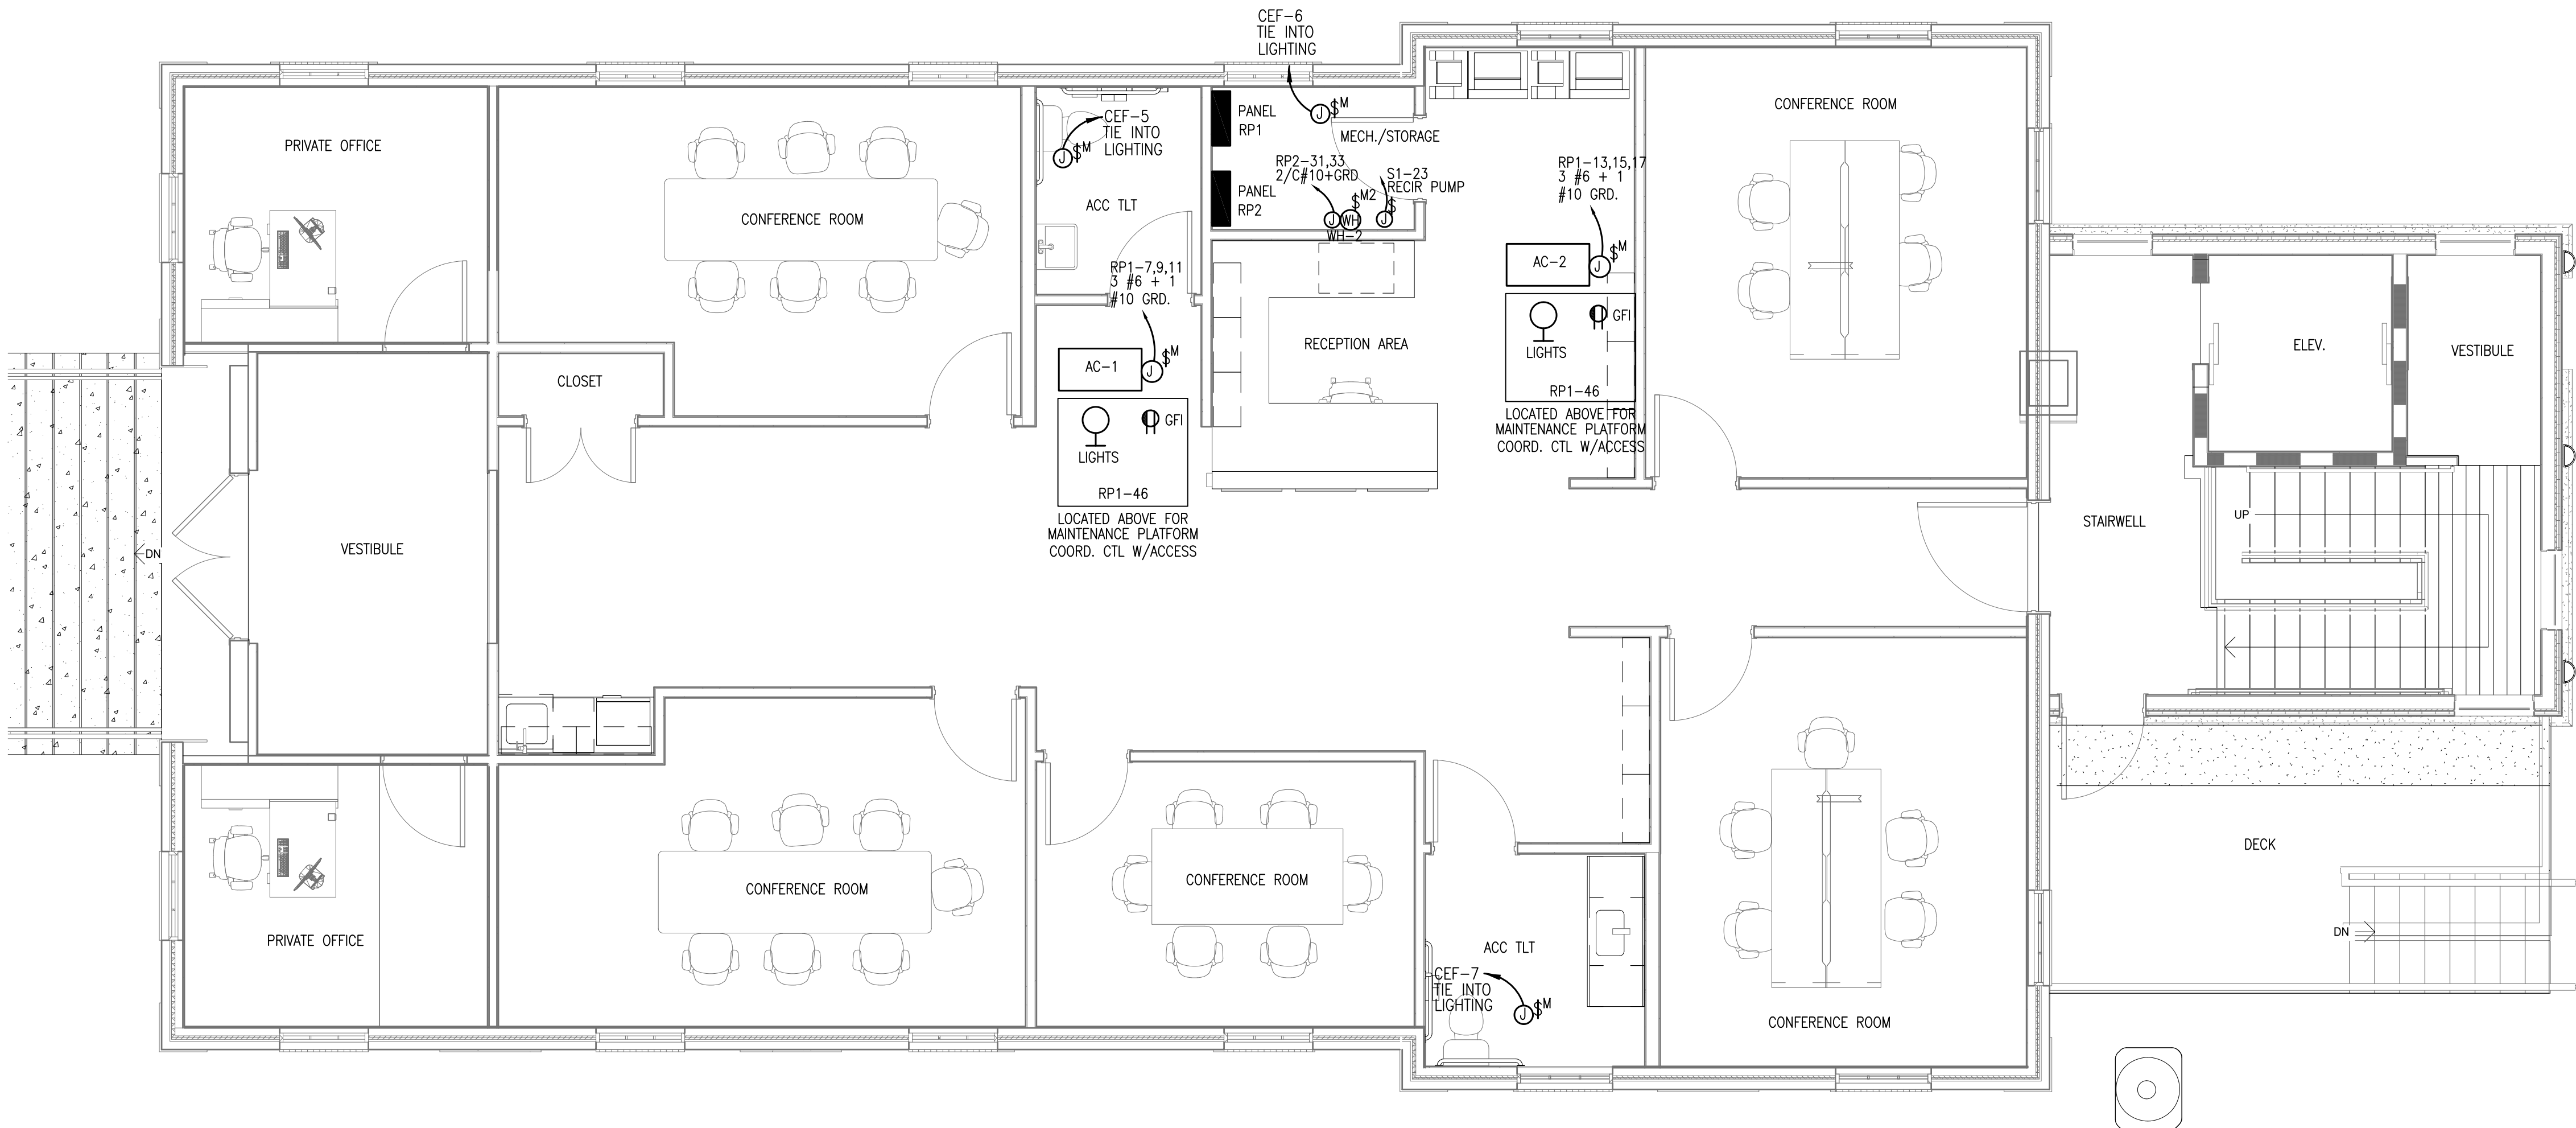 CEF-6
TIE INTO
LIGHTING
PRIVATE OFFICE
CONFERENCE ROOM
CEF-5
TIE INTO
LIGHTING
J
$M
ACC TLT
PANEL
RP1
PANEL
RP2
J
$M
MECH./STORAGE
RP2-31,33
2/C#10+GRD
J
WH
$M2
WH-2
S1-23
RECIR PUMP
J
$
CONFERENCE ROOM
RP1-13,15,17
3 #6 + 1
#10 GRD.
AC-2
J
$M
LIGHTS
GFI
RP1-46
LOCATED ABOVE FOR
MAINTENANCE PLATFORM
COORD. CTL W/ACCESS
RP1-7,9,11
3 #6 + 1
#10 GRD.
AC-1
J
$M
LIGHTS
GFI
RP1-46
LOCATED ABOVE FOR
MAINTENANCE PLATFORM
COORD. CTL W/ACCESS
RECEPTION AREA
CLOSET
ELEV.
VESTIBULE
STAIRWELL
UP
DN
VESTIBULE
DECK
DN
PRIVATE OFFICE
CONFERENCE ROOM
CONFERENCE ROOM
ACC TLT
CEF-7
TIE INTO
LIGHTING
J
$M
CONFERENCE ROOM